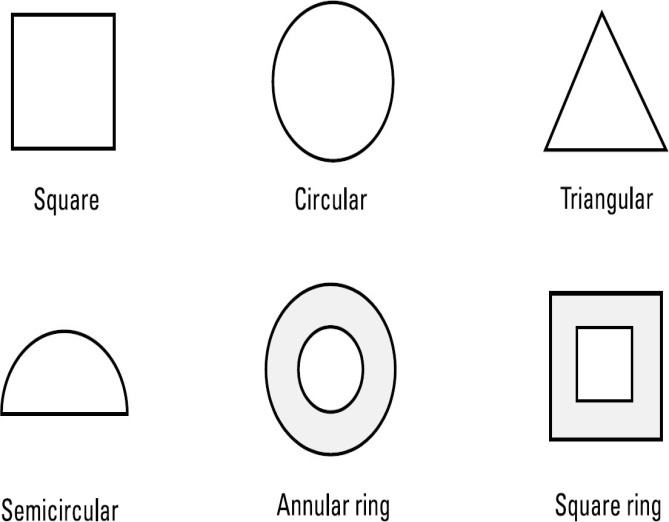 Square
Circular
Triangular
Semicircular
Annular ring
Square ring